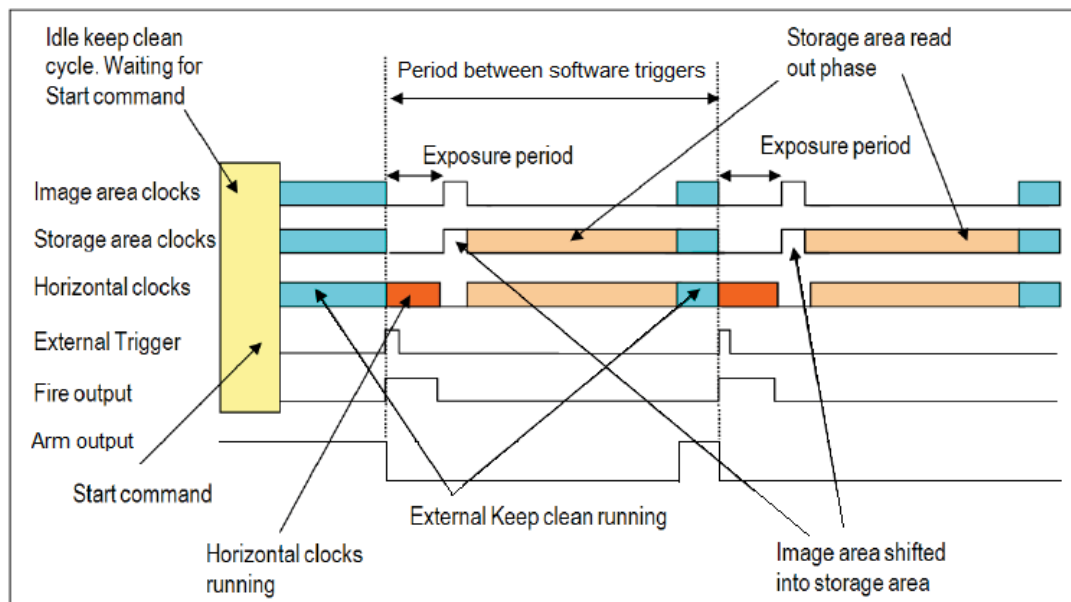 Idle keep clean
cycle. Waiting for
Start command
Period between software triggers
Storage area read
out phase
Exposure period
Exposure period
Image area clocks
Storage area clocks
Horizontal clocks
External Trigger
Fire output
Arm output
Start command
External Keep clean running
Horizontal clocks
running
Image area shifted
into storage area